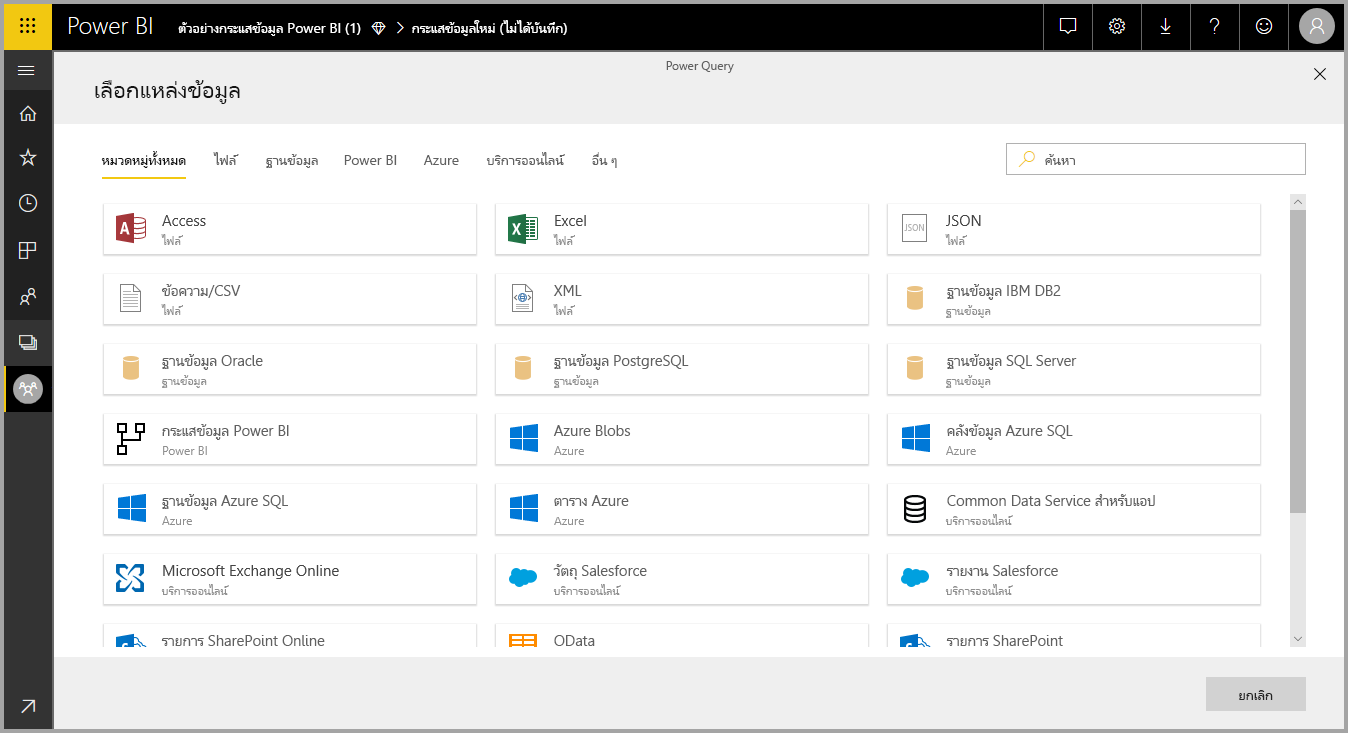 Power BI ตัวอย่างกระแสข้อมูล Power BI (1) กระแสข้อมูลใหม่ (ไม่ได้บันทึก)
Power Query
เลือกแหล่งข้อมูล
หมวดหมู่ทั้งหมด ไฟล์ ฐานข้อมูล Power BI Azure บริการออนไลน์ อื่น ๆ ค้นหา
Access
ไฟล์
Excel
ไฟล์
JSON
JSON
ไฟล์
ข้อความ/CSV
ไฟล์
XML
ไฟล์
ฐานข้อมูล IBM DB2
ฐานข้อมูล
ฐานข้อมูล Oracle
ฐานข้อมูล
ฐานข้อมูล PostgreSQL
ฐานข้อมูล
ฐานข้อมูล SQL Server
ฐานข้อมูล
กระแสข้อมูล Power BI
Power BI
Azure Blobs
Azure
คลังข้อมูล Azure SQL
Azure
ฐานข้อมูล Azure SQL
Azure
ตาราง Azure
Azure
Common Data Service สำหรับแอป
บริการออนไลน์
Microsoft Exchange Online
บริการออนไลน์
วัตถุ Salesforce
บริการออนไลน์
รายงาน Salesforce
บริการออนไลน์
รายการ SharePoint Online
OData
รายการ SharePoint
ยกเลิก